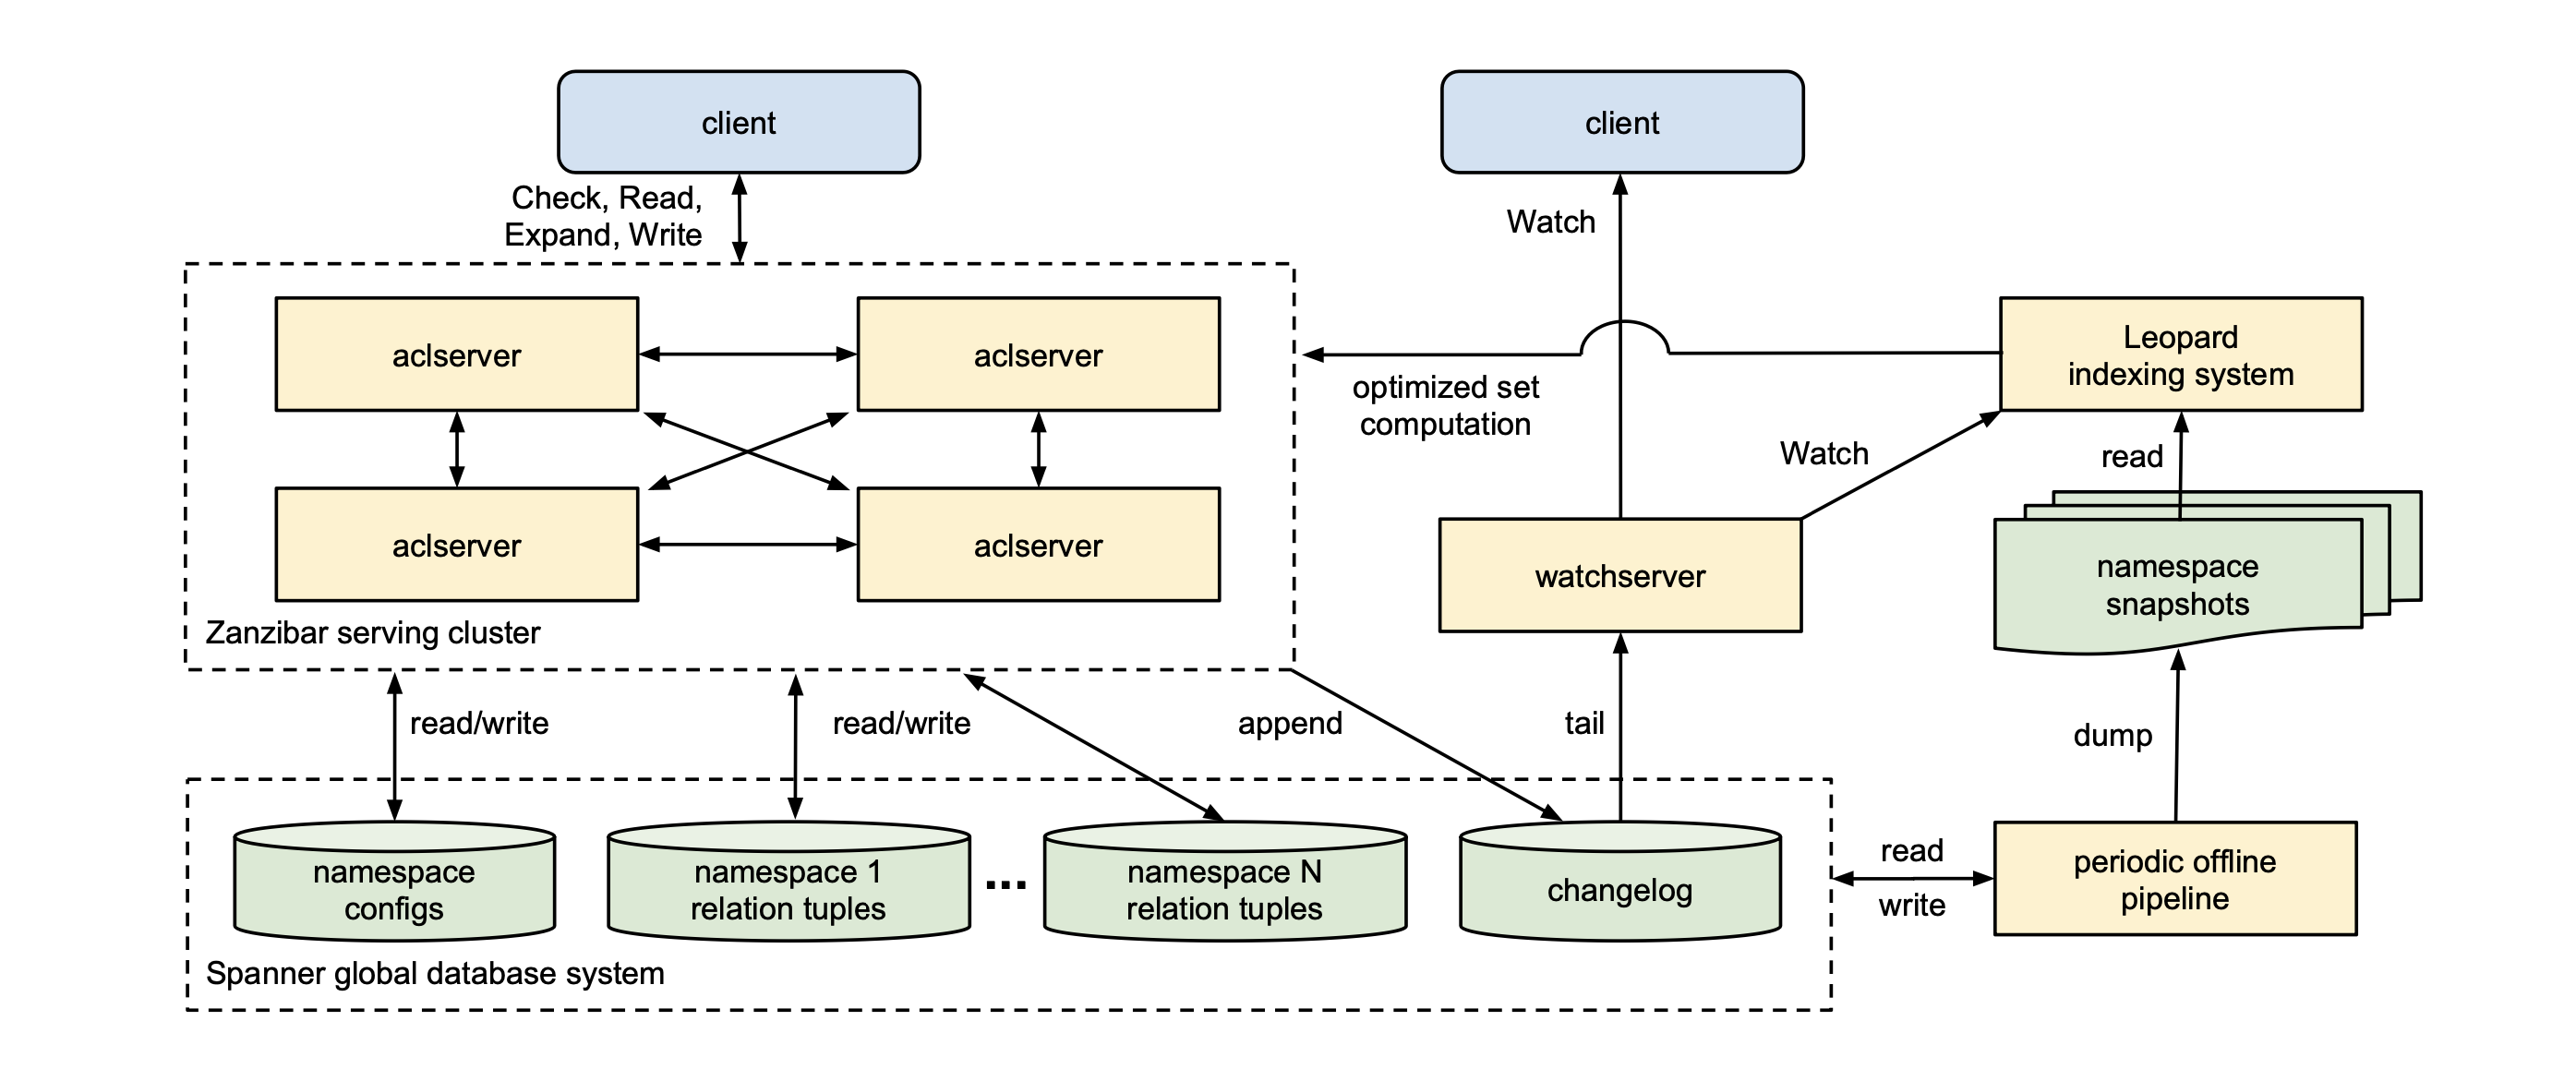 client
client
Check, Read,
Expand, Write
Watch
aclserver
aclserver
Leopard
indexing system
optimized set
computation
Watch
read
aclserver
aclserver
watchserver
namespace
snapshots
Zanzibar serving cluster
read/write
read/write
append
tail
dump
namespace
configs
namespace 1
relation tuples
...
namespace N
relation tuples
changelog
read
write
periodic offline
pipeline
Spanner global database system